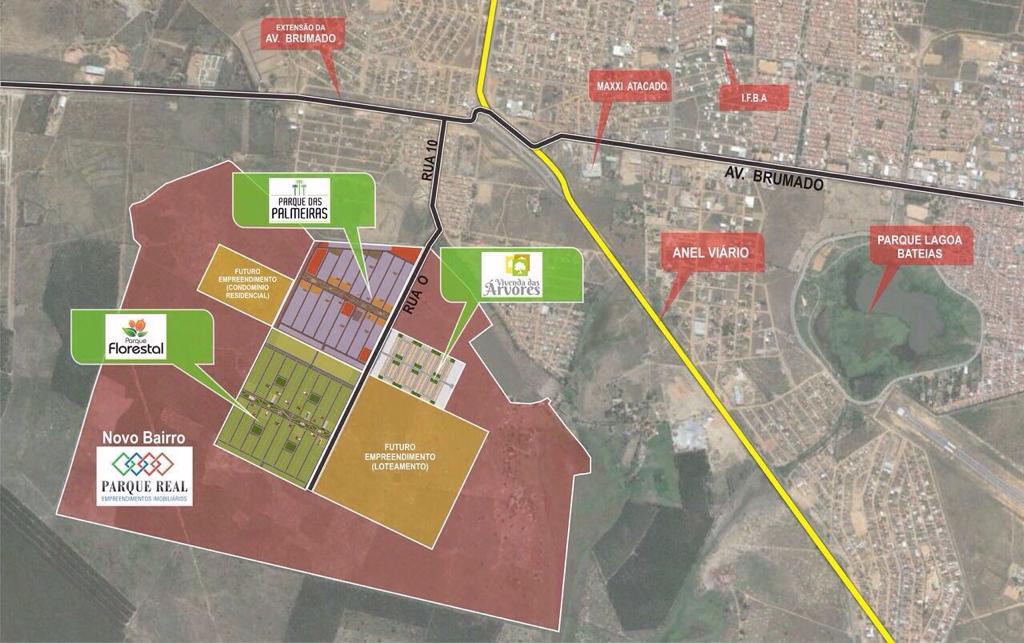 EXTENSÃO DA
AV. BRUMADO
MAXXI ATACADO
I.F.B.A
RUA 10
AV. BRUMADO
PARQUE DAS
PALMEIRAS
ANEL VIÁRIO
PARQUE LAGOA
BATEIAS
FUTURO
EMPREENDIMENTO
(CONDOMÍNIO
RESIDENCIAL)
RUA O
Vivenda das
Árvores
Parque
Florestal
Novo Bairro
PARQUE REAL
EMPREENDIMENTOS IMOBILIÁRIOS
FUTURO
EMPREENDIMENTO
(LOTEAMENTO)